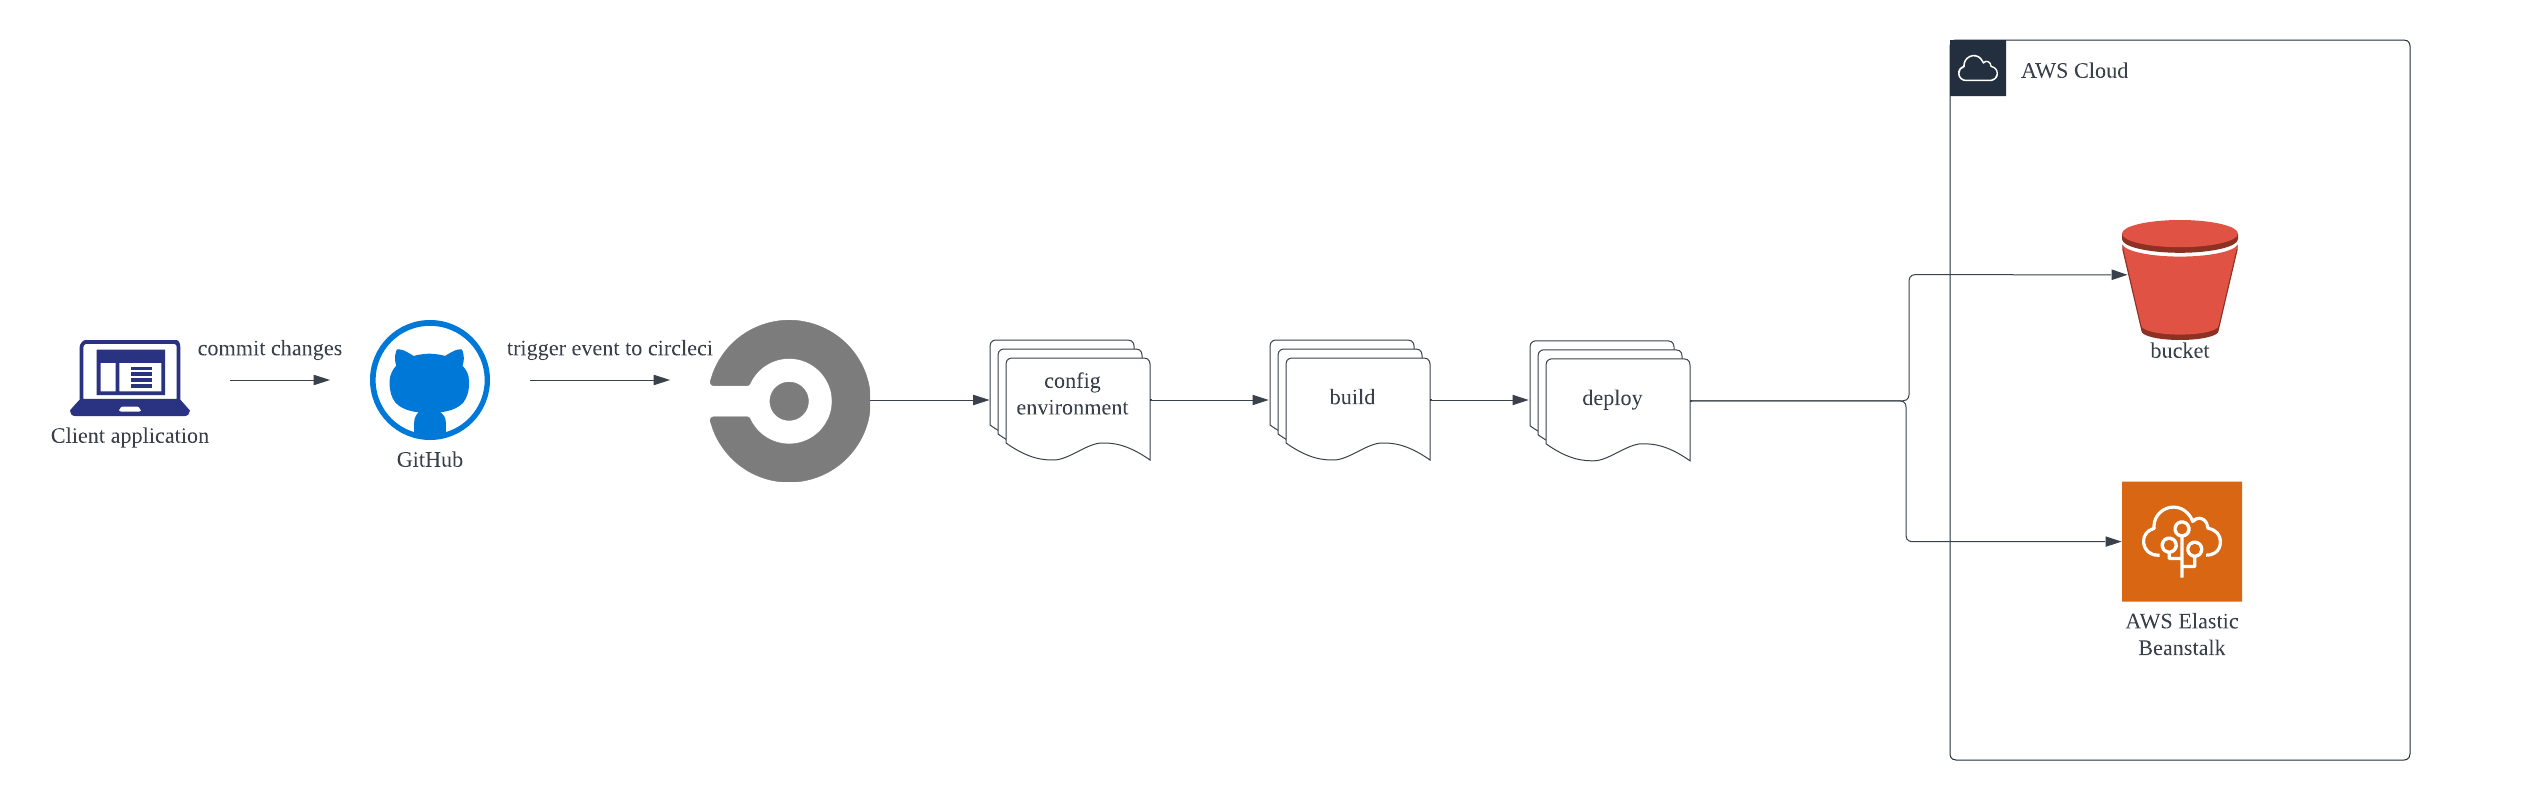 AWS Cloud
commit changes
trigger event to circleci
Client application
GitHub
config
environment
build
deploy
bucket
AWS Elastic
Beanstalk